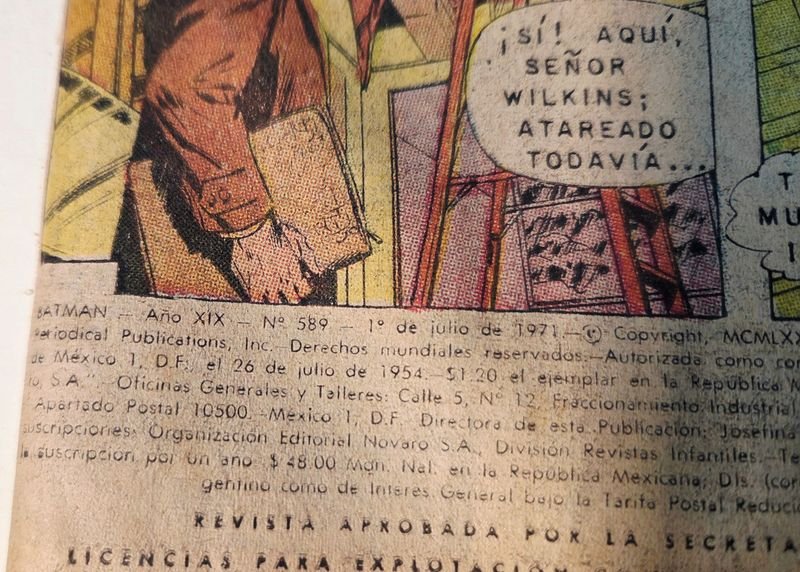 ¡SÍ! AQUÍ,
SEÑOR
WILKINS;
ATAREADO
TODAVÍA...
T
MU
I
BATMAN — Año XIX — Nº 589 — 1º de julio de 1971.—© Copyright, MCMLXX
Periodical Publications, Inc.—Derechos mundiales reservados.—Autorizada como
de México 1, D.F., el 26 de julio de 1954.—$1.20 el ejemplar en la República
S.A."—Oficinas Generales y Talleres: Calle 5, Nº 12, Fraccionamiento Industrial
Apartado Postal 10500.—México 1, D.F. Directora de esta Publicación: Josefina
suscripciones: Organización Editorial Novaro S.A., División Revistas Infantiles.—Te
suscripción por un año $48.00 Mon. Nal. en la República Mexicana; Dls. (cor
gentino como de Interés General bajo la Tarifa Postal Reduci
REVISTA APROBADA POR LA SECRETA
LICENCIAS PARA EXPLOTACIÓN